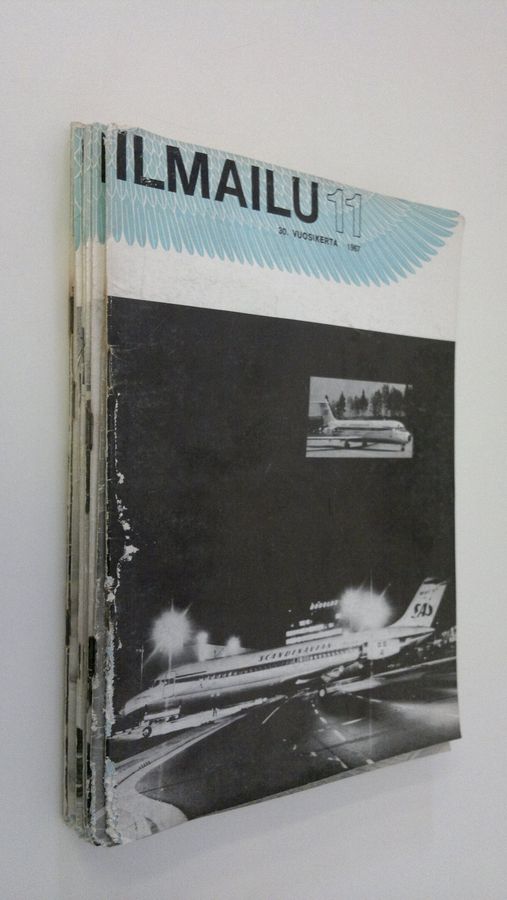 ILMAILU 11
30. VUOSIKERTA 1967
SAS
SCANDINAVIAN